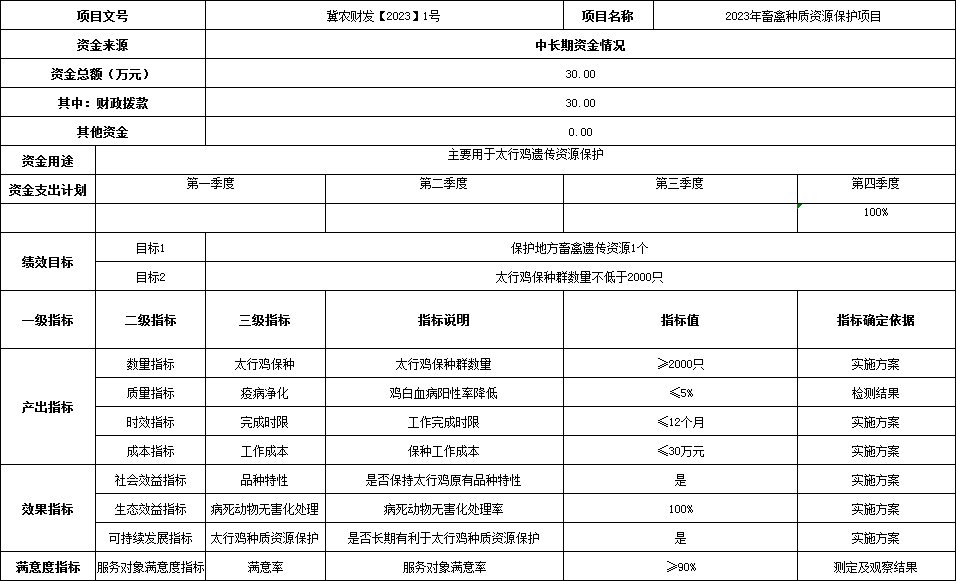 项目文号 冀农财发【2023】1号 项目名称 2023年畜禽种质资源保护项目
资金来源 中长期资金情况
资金总额（万元） 30.00
其中：财政拨款 30.00
其他资金 0.00
资金用途 主要用于太行鸡遗传资源保护
资金支出计划 第一季度 第二季度 第三季度 第四季度
100%
绩效目标 目标1 保护地方畜禽遗传资源1个
目标2 太行鸡保种群数量不低于2000只
一级指标 二级指标 三级指标 指标说明 指标值 指标确定依据
产出指标 数量指标 太行鸡保种 太行鸡保种群数量 ≥2000只 实施方案
质量指标 疫病净化 鸡白血病阳性率降低 ≤5% 检测结果
时效指标 完成时限 工作完成时限 ≤12个月 实施方案
成本指标 工作成本 保种工作成本 ≤30万元 实施方案
效果指标 社会效益指标 品种特性 是否保持太行鸡原有品种特性 是 实施方案
生态效益指标 病死动物无害化处理 病死动物无害化处理率 100% 实施方案
可持续发展指标 太行鸡种质资源保护 是否长期有利于太行鸡种质资源保护 是 实施方案
满意度指标 服务对象满意度指标 满意率 服务对象满意率 ≥90% 测定及观察结果